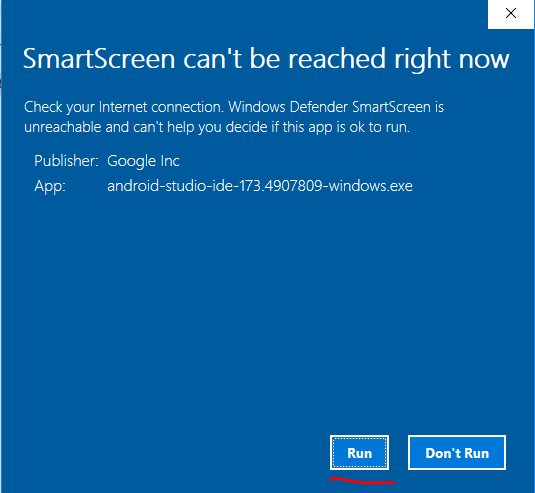 SmartScreen can't be reached right now
Check your Internet connection. Windows Defender SmartScreen is
unreachable and can't help you decide if this app is ok to run.
Publisher: Google Inc
App: android-studio-ide-173.4907809-windows.exe
Run Don't Run